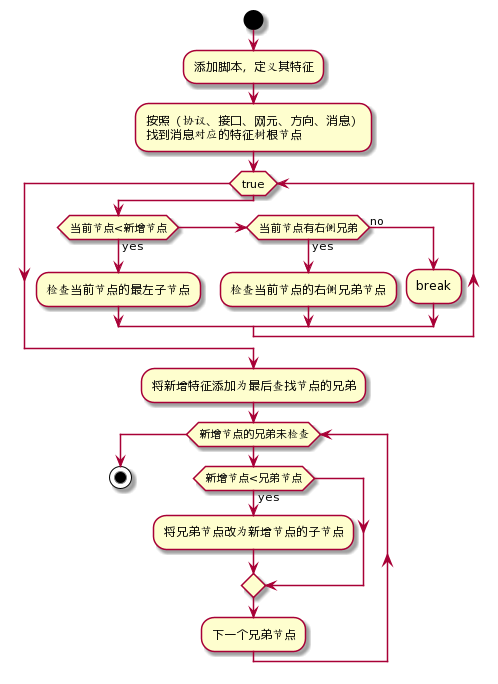 添加脚本，定义其特征
按照（协议、接口、网元、方向、消息）
找到消息对应的特征树根节点
true
当前节点<新增节点
当前节点有右侧兄弟
no
yes
yes
检查当前节点的最左子节点
检查当前节点的右侧兄弟节点
break
将新增特征添加为最后查找节点的兄弟
新增节点的兄弟未检查
新增节点<兄弟节点
yes
将兄弟节点改为新增节点的子节点
下一个兄弟节点